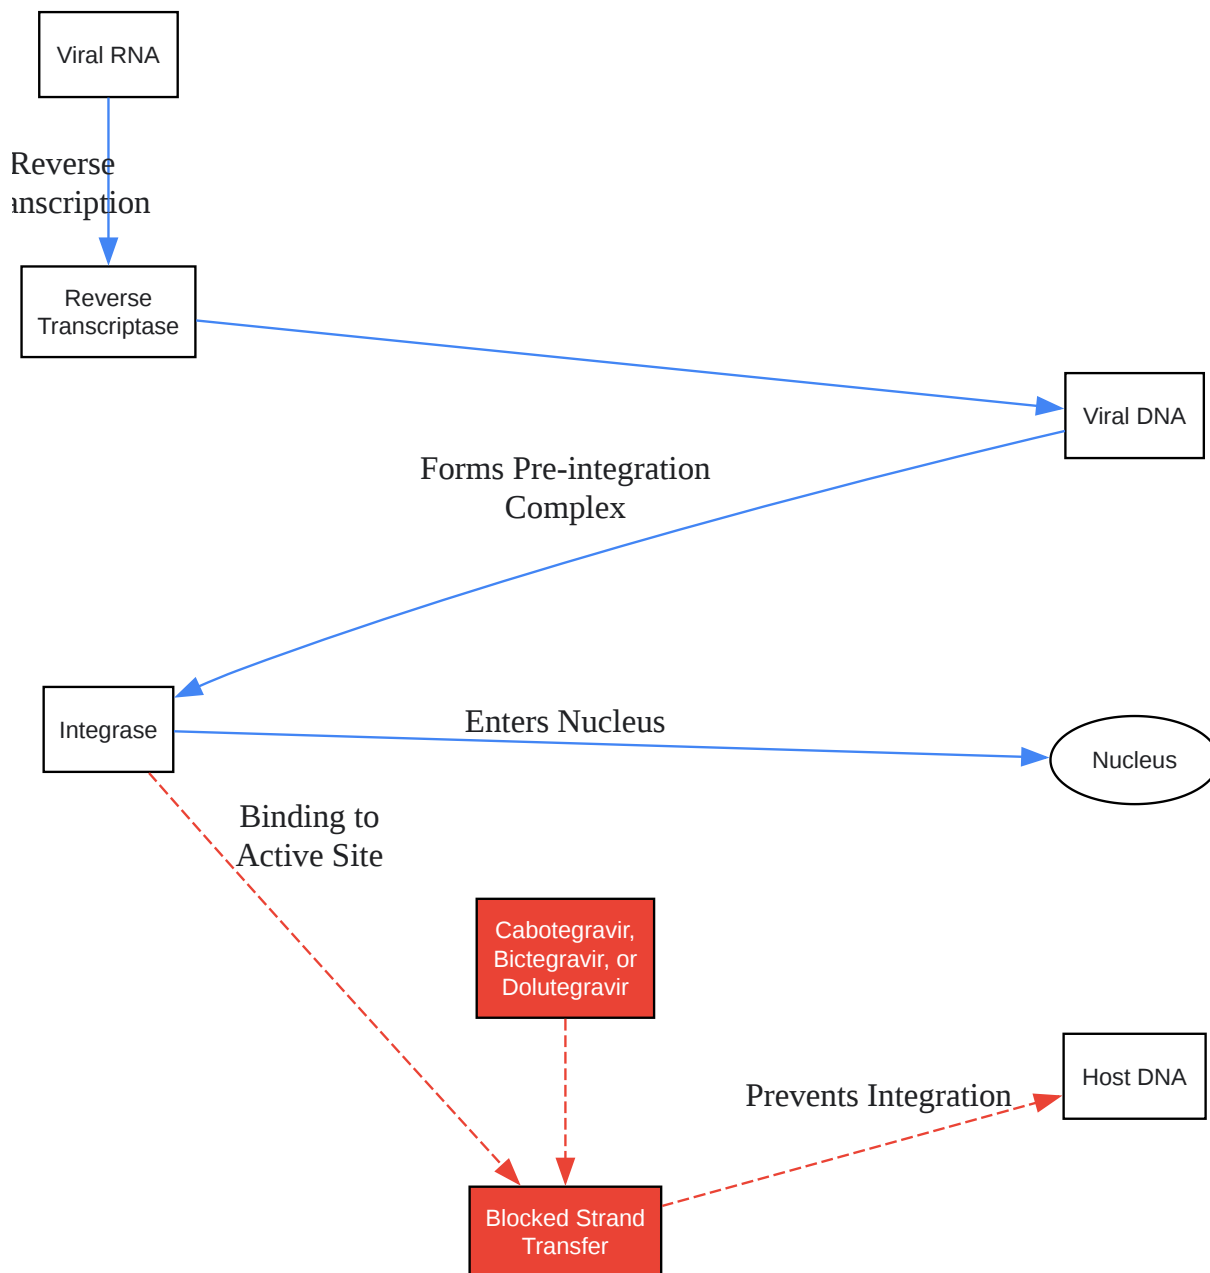 Viral RNA
Reverse
anscription
Reverse
Transcriptase
Viral DNA
Forms Pre-integration
Complex
Integrase
Enters Nucleus
Nucleus
Binding to
Active Site
Cabotegravir,
Bictegravir, or
Dolutegravir
Host DNA
Prevents Integration
Blocked Strand
Transfer